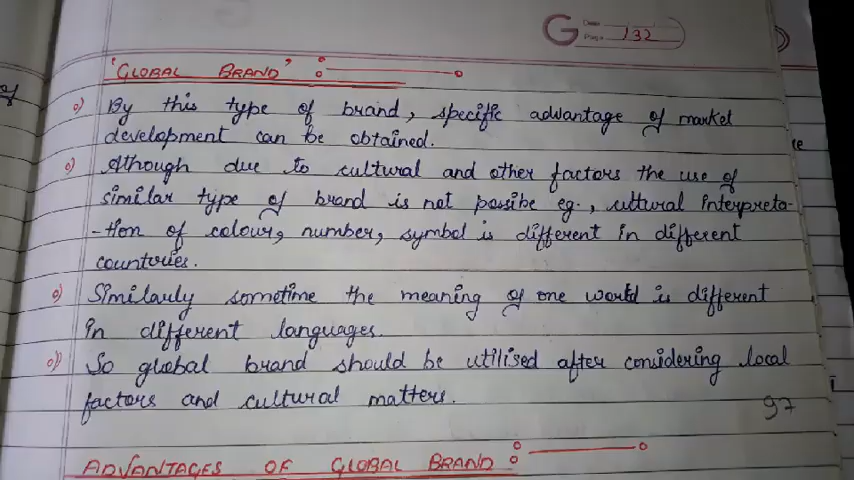 G Date
Page 132
'GLOBAL BRAND' :
o) By this type of brand, specific advantage of market
development can be obtained.
o) Although due to cultural and other factors the use of
similar type of brand is not possibe eg., cultural interpreta-
-tion of colour, number, symbol is different in different
countries.
o) Similarly sometime the meaning of one world is different
in different languages.
o) So global brand should be utilised after considering local
factors and cultural matters.
97
ADVANTAGES OF GLOBAL BRAND :
of